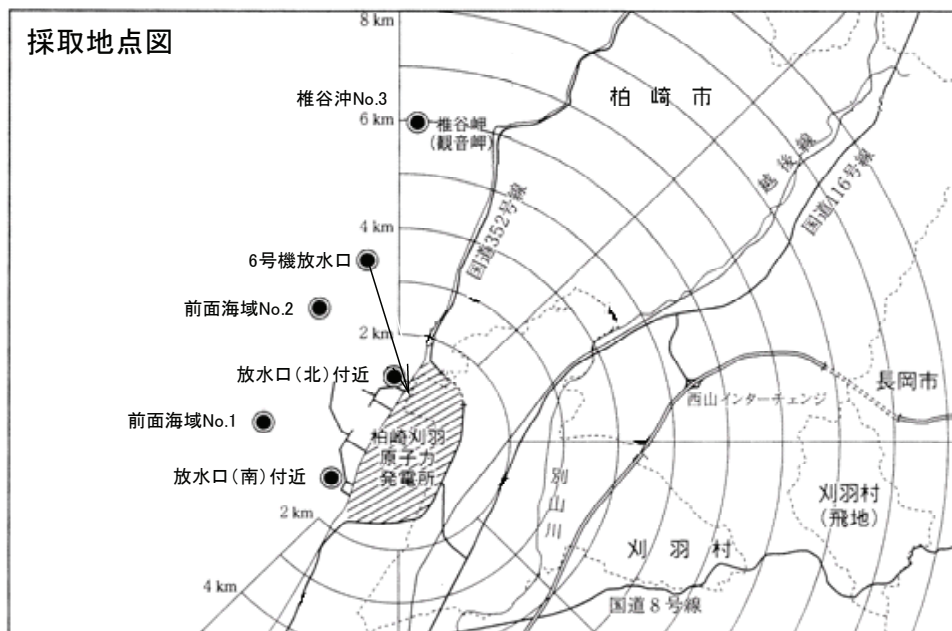 採取地点図
8 km
椎谷沖No.3
6 km
椎谷岬
(観音岬)
柏崎市
越後線
国道116号線
国道352号線
4 km
6号機放水口
前面海域No.2
2 km
放水口(北)付近
長岡市
西山インターチェンジ
前面海域No.1
柏崎刈羽
原子力
発電所
放水口(南)付近
別山川
刈羽村
(飛地)
2 km
刈羽村
4 km
国道8号線